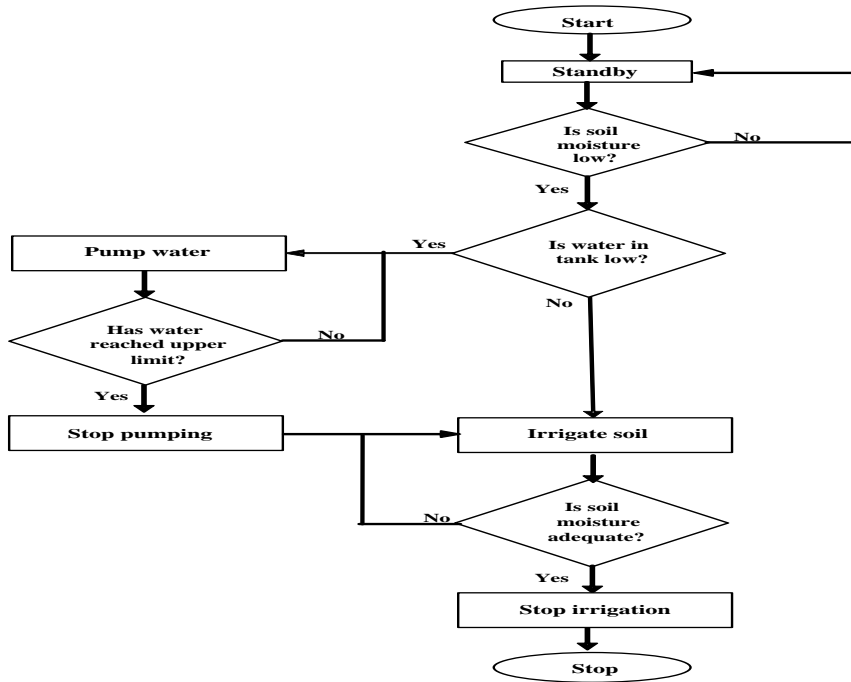 Start
Standby
Is soil
moisture
low?
No
Yes
Is water in
tank low?
Yes
No
Pump water
Has water
reached upper
limit?
No
Yes
Stop pumping
Irrigate soil
Is soil
moisture
adequate?
No
Yes
Stop irrigation
Stop